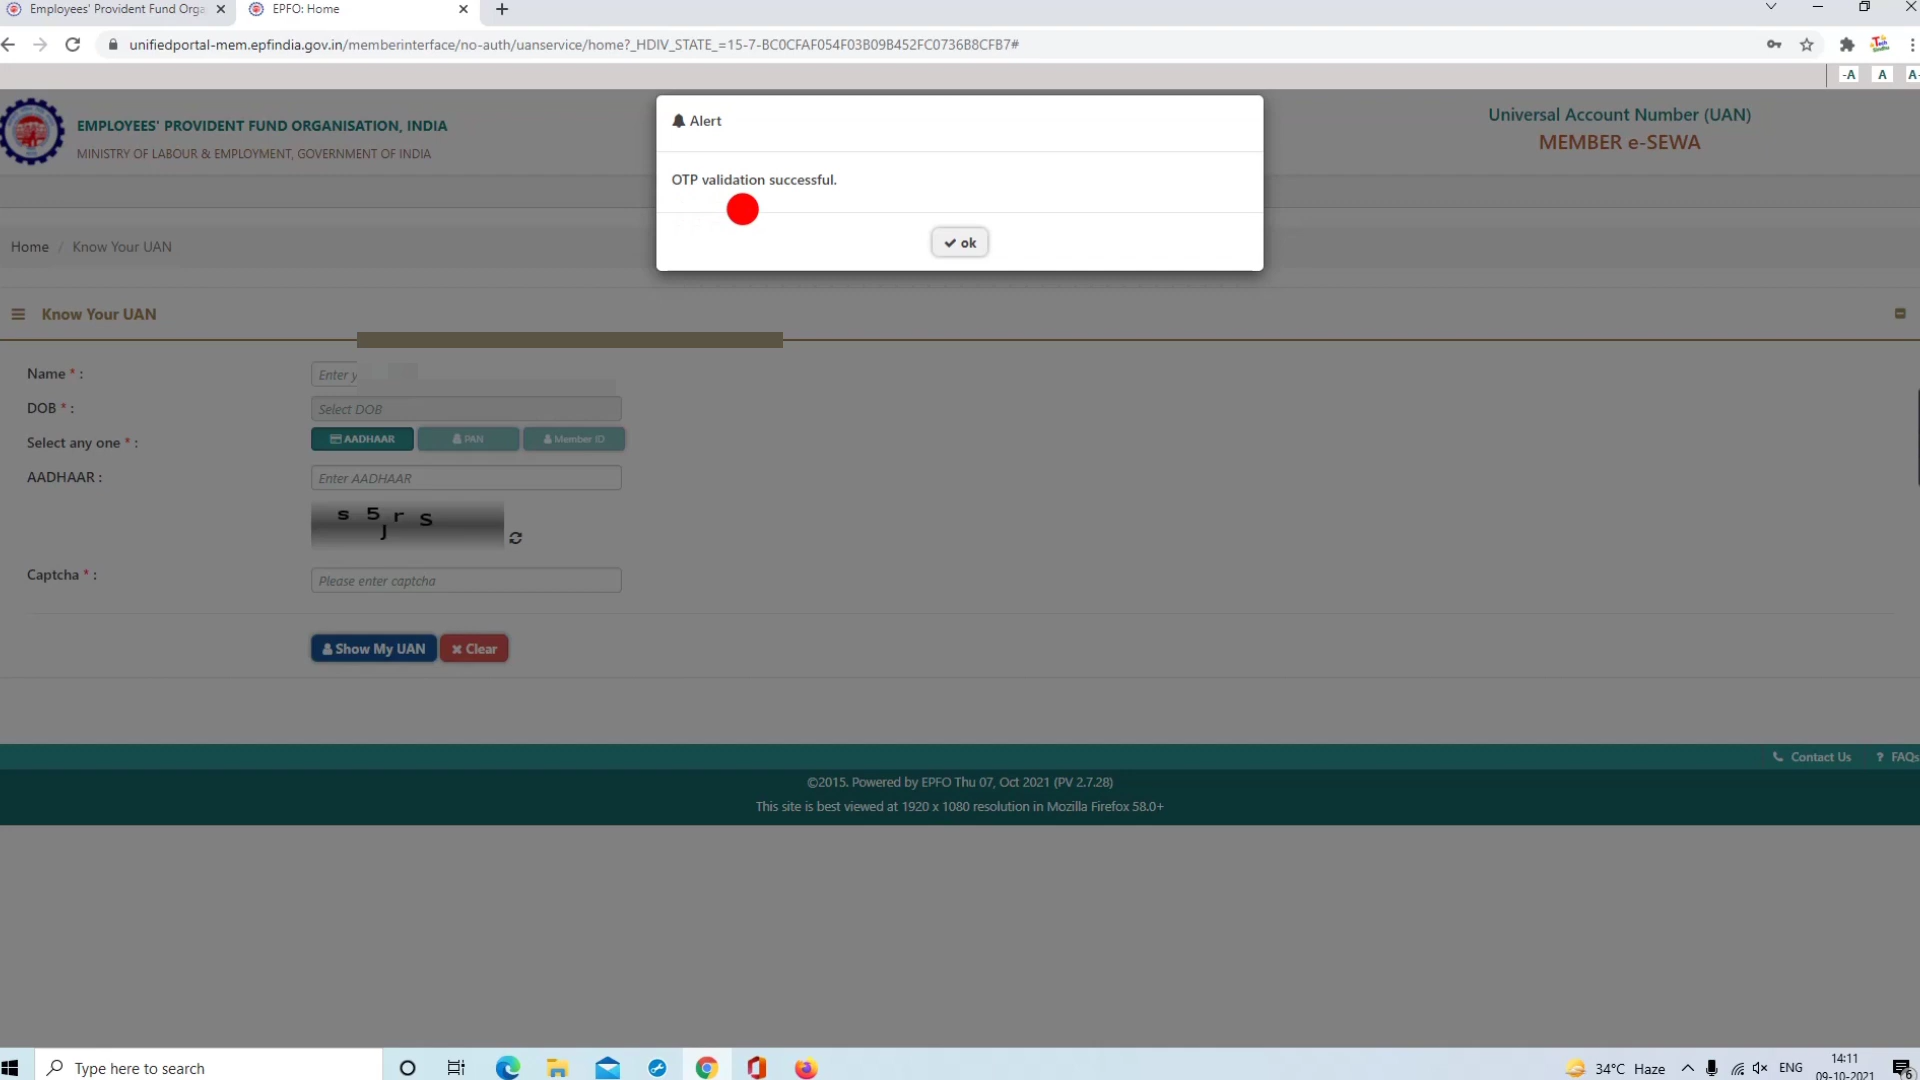 Employees' Provident Fund Orga
EPFO: Home
unifiedportal-mem.epfindia.gov.in/memberinterface/no-auth/uanservice/home?_HDIV_STATE_=15-7-BC0CFAF054F03B09B452FC0736B8CFB7#
-A A A
EMPLOYEES' PROVIDENT FUND ORGANISATION, INDIA
MINISTRY OF LABOUR & EMPLOYMENT, GOVERNMENT OF INDIA
Universal Account Number (UAN)
MEMBER e-SEWA
Alert
OTP validation successful.
ok
Home / Know Your UAN
Know Your UAN
Name * : Enter y
DOB * : Select DOB
Select any one * : AADHAAR PAN Member ID
AADHAAR : Enter AADHAAR
s 5 J r S
Captcha * : Please enter captcha
Show My UAN Clear
Contact Us ? FAQs
©2015. Powered by EPFO Thu 07, Oct 2021 (PV 2.7.28)
This site is best viewed at 1920 x 1080 resolution in Mozilla Firefox 58.0+
Type here to search
34°C Haze
ENG
14:11
09-10-2021
6